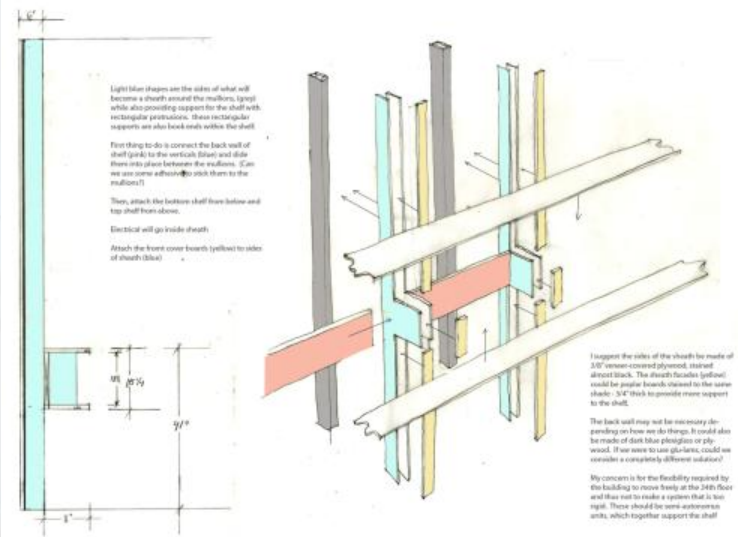 6"
Light blue shapes are the sides of what will
become a sheath around the mullions, (grey)
while also providing support for the shelf with
rectangular protrusions. these rectangular
supports are also bookends within the shelf.
First thing to do is connect the back wall of
shelf (pink) to the verticals (blue) and slide
them into place between the mullions. (Can
we use some adhesive to stick them to the
mullions?)
Then, attach the bottom shelf from below and
top shelf from above.
Electrical will go inside sheath
Attach the front cover boards (yellow) to sides
of sheath (blue)
41"
8"
I suggest the sides of the sheath be made of
3/8" veneer-covered plywood, stained
almost black. The sheath facades (yellow)
could be poplar boards stained to the same
shade - 3/4" thick to provide more support
to the shelf.
The back wall may not be necessary de-
pending on how we do things. It could also
be made of dark blue plexiglass or ply-
wood. If we were to use glu-lams, could we
consider a completely different solution?
My concern is for the flexibility required by
the building to move freely at the 34th floor
and thus not to make a system that is too
rigid. These should be semi-autonomous
units, which together support the shelf